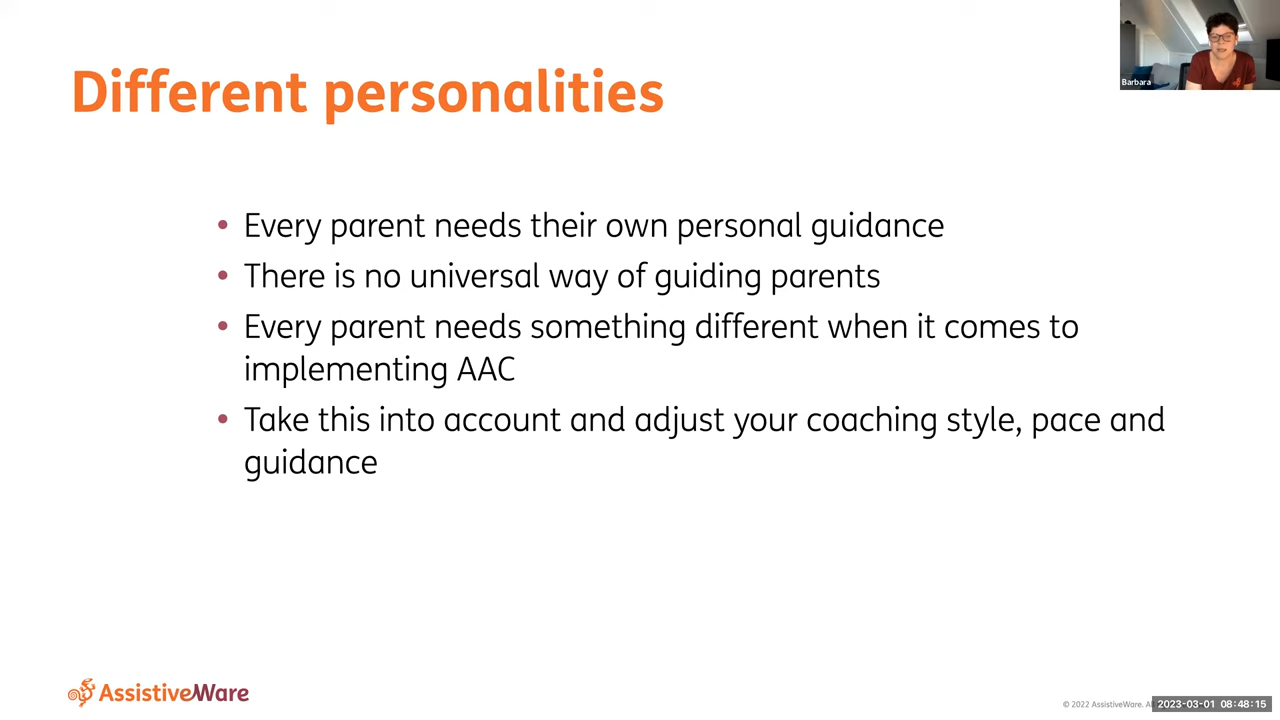 Different personalities
Barbara
• Every parent needs their own personal guidance
• There is no universal way of guiding parents
• Every parent needs something different when it comes to
implementing AAC
• Take this into account and adjust your coaching style, pace and
guidance
AssistiveWare
© 2022 AssistiveWare.
2023-03-01 08:48:15